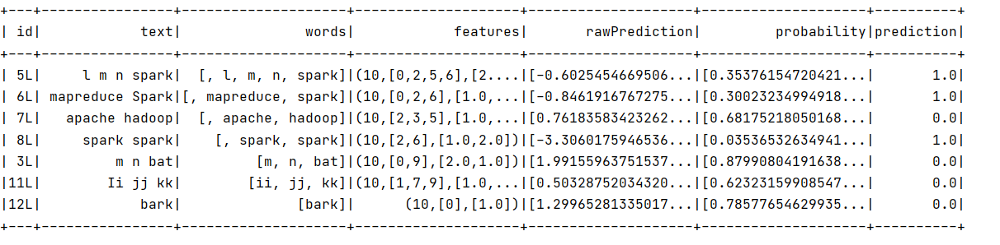 +---+----------------+--------------------+--------------------+--------------------+--------------------+----------+
| id|            text|               words|            features|       rawPrediction|         probability|prediction|
+---+----------------+--------------------+--------------------+--------------------+--------------------+----------+
| 5L|     l m n spark| [, l, m, n, spark]|(10,[0,2,5,6],[2....|[-0.6025454669506...|[0.35376154720421...|       1.0|
| 6L| mapreduce Spark|[, mapreduce, spark]|(10,[0,2,6],[1.0,...|[-0.8461916767275...|[0.30023234994918...|       1.0|
| 7L|   apache hadoop|  [, apache, hadoop]|(10,[2,3,5],[1.0,...|[0.76183583423262...|[0.68175218050168...|       0.0|
| 8L|     spark spark|    [, spark, spark]|(10,[2,6],[1.0,2.0])|[-3.3060175946536...|[0.03536532634941...|       1.0|
| 3L|         m n bat|         [m, n, bat]|(10,[0,9],[2.0,1.0])|[1.99155963751537...|[0.87990804191638...|       0.0|
|11L|        Ii jj kk|        [ii, jj, kk]|(10,[1,7,9],[1.0,...|[0.50328752034320...|[0.62323159908547...|       0.0|
|12L|            bark|              [bark]|      (10,[0],[1.0])|[1.29965281335017...|[0.78577654629935...|       0.0|
+---+----------------+--------------------+--------------------+--------------------+--------------------+----------+